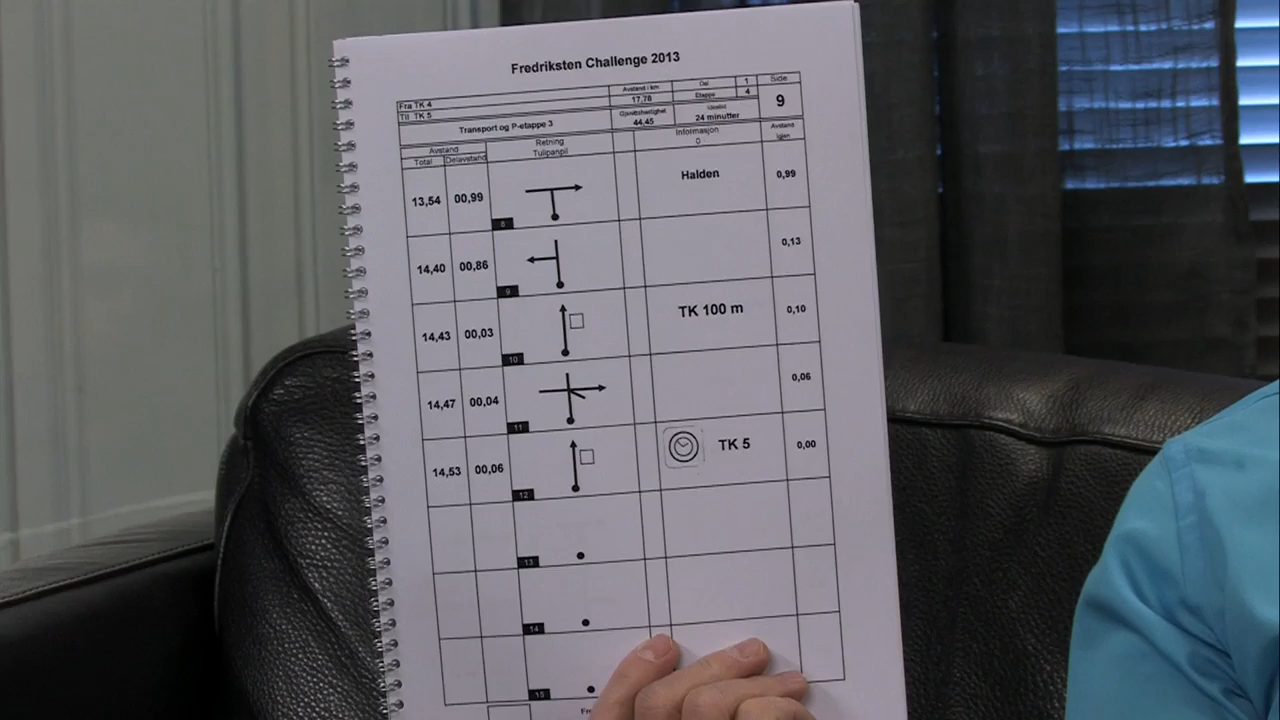 Fredriksten Challenge 2013
Fra TK 4 Avstand i km Del 1 Side
Til TK 5 17,78 Etappe 4 9
Transport og P-etappe 3 Gjsnittshastighet Idealtid
44,45 24 minutter
Avstand Retning Informasjon Avstand
Total Delavstand Tulipanpil 0 igjen
13,54 00,99 8 Halden 0,99
14,40 00,86 9 0,13
14,43 00,03 10 TK 100 m 0,10
14,47 00,04 11 0,06
14,53 00,06 12 TK 5 0,00
13
14
15